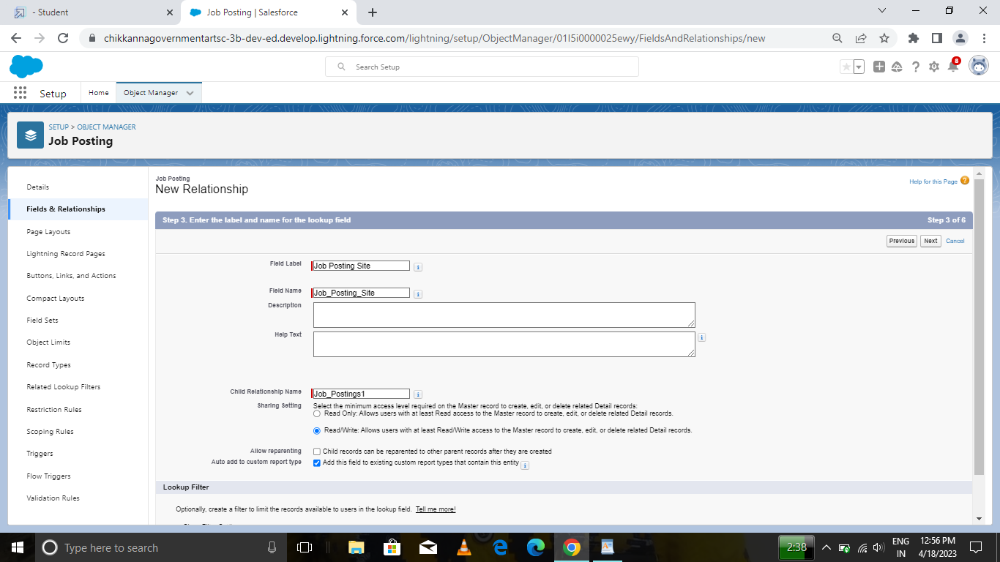 - Student
Job Posting | Salesforce
chikkannagovernmentartsc-3b-dev-ed.develop.lightning.force.com/lightning/setup/ObjectManager/01I5i0000025ewy/FieldsAndRelationships/new
Search Setup
8
Setup
Home
Object Manager
SETUP > OBJECT MANAGER
Job Posting
Details
Fields & Relationships
Page Layouts
Lightning Record Pages
Buttons, Links, and Actions
Compact Layouts
Field Sets
Object Limits
Record Types
Related Lookup Filters
Restriction Rules
Scoping Rules
Triggers
Flow Triggers
Validation Rules
Job Posting
New Relationship
Help for this Page
Step 3. Enter the label and name for the lookup field
Step 3 of 6
Previous
Next
Cancel
Field Label
Job Posting Site
Field Name
Job_Posting_Site
Description
Help Text
Child Relationship Name
Job_Postings1
Sharing Setting
Select the minimum access level required on the Master record to create, edit, or delete related Detail records:
Read Only: Allows users with at least Read access to the Master record to create, edit, or delete related Detail records.
Read/Write: Allows users with at least Read/Write access to the Master record to create, edit, or delete related Detail records.
Allow reparenting
Child records can be reparented to other parent records after they are created
Auto add to custom report type
Add this field to existing custom report types that contain this entity
Lookup Filter
Optionally, create a filter to limit the records available to users in the lookup field. Tell me more!
Type here to search
2:38
ENG
IN
12:56 PM
4/18/2023